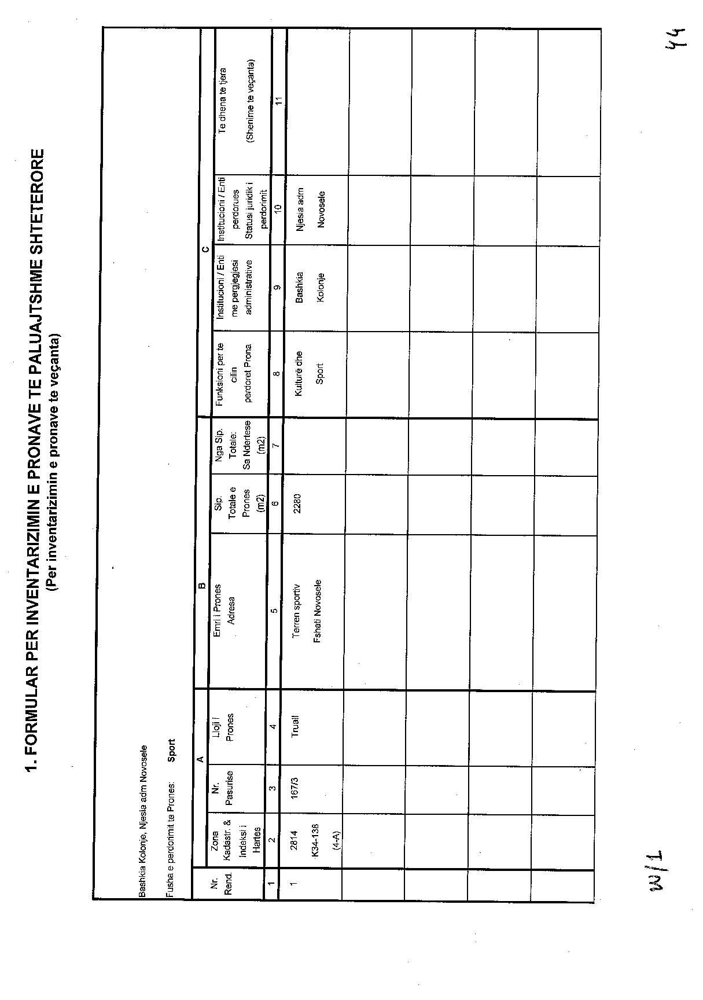 1. FORMULAR PER INVENTARIZIMIN E PRONAVE TE PALUAJTSHME SHTETERORE
(Per inventarizimin e pronave te veçanta)
Bashkia Kolonje, Njesia adm Novosele
Fusha e perdorimit te Prones: Sport
A B C
Nr. Rend.
Zona Kadastr. & Indeksi i Hartes
Nr. Pasurise
Lloji i Prones
Emri i Prones Adresa
Sip. Totale e Prones (m2)
Nga Sip. Totale: Sa Ndertese (m2)
Funksioni per te cilin perdoret Prona
Institucioni / Enti me pergjegjesi administrative
Institucioni / Enti perdorues Statusi juridik i perdorimit
Te dhena te tjera (Shenime te veçanta)
1 2 3 4 5 6 7 8 9 10 11
1 2814 167/3 Truall Terren sportiv 2280 Kulturë dhe Bashkia Njesia adm
K34-138 Fshati Novosele Sport Kolonje Novosele
(4-A)
44